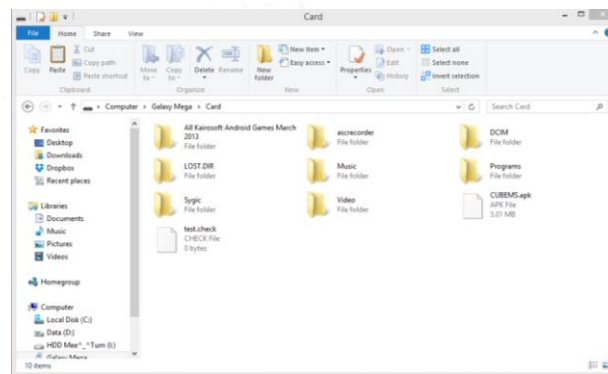 Card
File
Home
Share
View
Copy
Paste
Cut
Copy path
Paste shortcut
Move to
Copy to
Delete
Rename
New folder
New item
Easy access
Properties
Open
Edit
History
Select all
Select none
Invert selection
Clipboard
Organize
New
Open
Select
Computer
Galaxy Mega
Card
Search Card
Favorites
Desktop
Downloads
Dropbox
Recent places
Libraries
Documents
Music
Pictures
Videos
Homegroup
Computer
Local Disk (C:)
Data (D:)
HDD Mee^_^Tum (I:)
Galaxy Mega
All Kairosoft Android Games March
2013
File folder
ascrecorder
File folder
DCIM
File folder
LOST.DIR
File folder
Music
File folder
Programs
File folder
Sygic
File folder
Video
File folder
CUBEMS.apk
APK File
3.01 MB
test.check
CHECK File
0 bytes
10 items